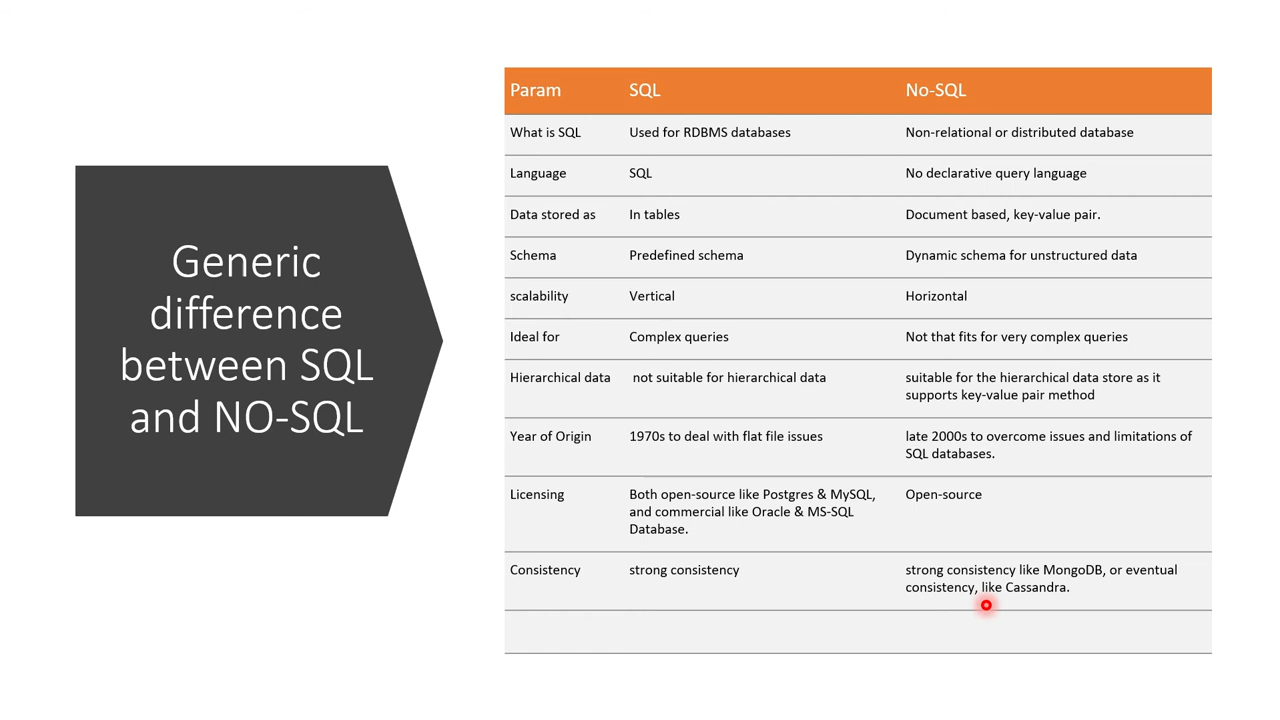 Generic
difference
between SQL
and NO-SQL
Param SQL No-SQL
What is SQL Used for RDBMS databases Non-relational or distributed database
Language SQL No declarative query language
Data stored as In tables Document based, key-value pair.
Schema Predefined schema Dynamic schema for unstructured data
scalability Vertical Horizontal
Ideal for Complex queries Not that fits for very complex queries
Hierarchical data not suitable for hierarchical data suitable for the hierarchical data store as it
supports key-value pair method
Year of Origin 1970s to deal with flat file issues late 2000s to overcome issues and limitations of
SQL databases.
Licensing Both open-source like Postgres & MySQL, Open-source
and commercial like Oracle & MS-SQL
Database.
Consistency strong consistency strong consistency like MongoDB, or eventual
consistency, like Cassandra.